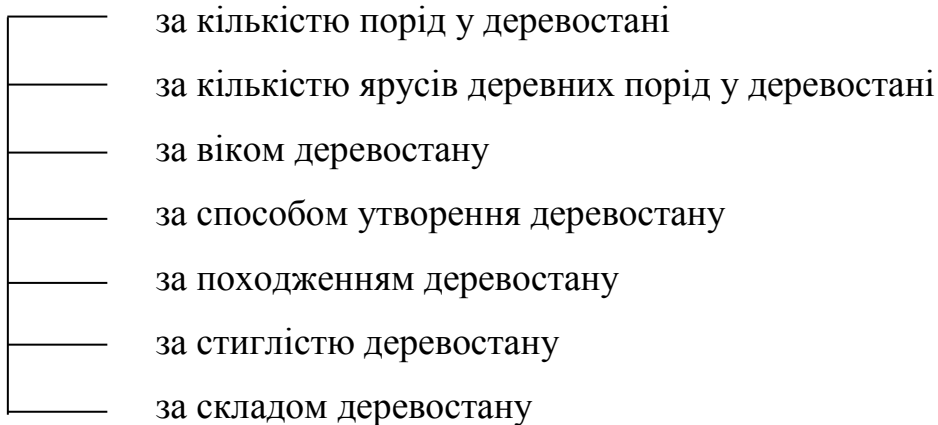 за кількістю порід у деревостані
за кількістю ярусів деревних порід у деревостані
за віком деревостану
за способом утворення деревостану
за походженням деревостану
за стиглістю деревостану
за складом деревостану